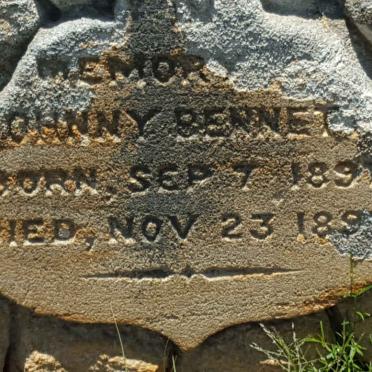 MEMOR
JOHNNY BENNET
BORN, SEP 7 189
DIED, NOV 23 189